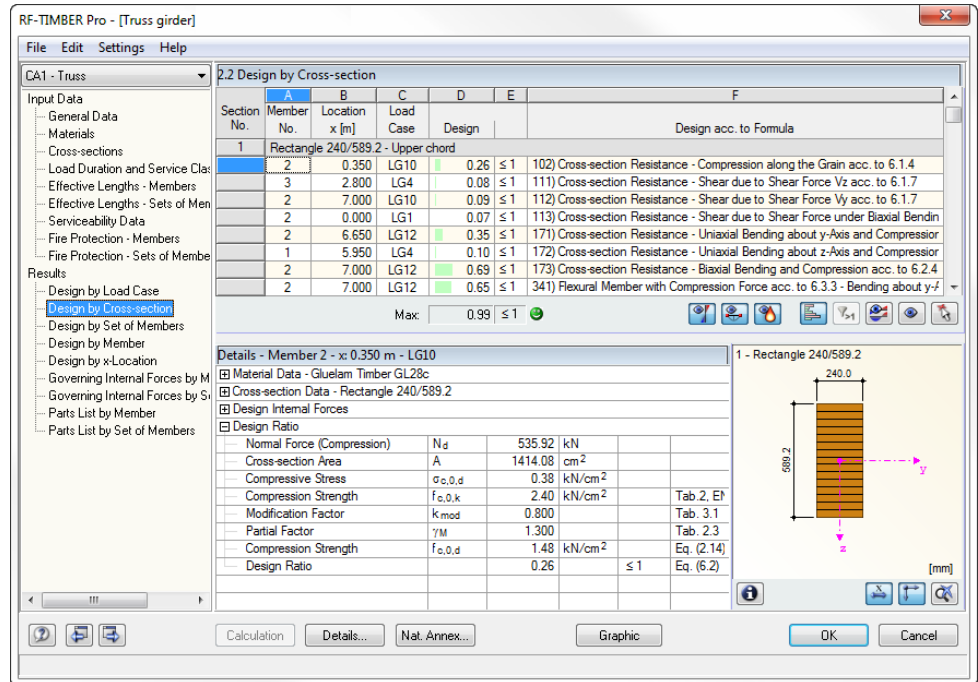 RF-TIMBER Pro - [Truss girder]
File Edit Settings Help
CA1 - Truss
Input Data
General Data
Materials
Cross-sections
Load Duration and Service Clas
Effective Lengths - Members
Effective Lengths - Sets of Men
Serviceability Data
Fire Protection - Members
Fire Protection - Sets of Membe
Results
Design by Load Case
Design by Cross-section
Design by Set of Members
Design by Member
Design by x-Location
Governing Internal Forces by M
Governing Internal Forces by S
Parts List by Member
Parts List by Set of Members
2.2 Design by Cross-section
A B C D E F
Section Member Location Load
No. No. x [m] Case Design Design acc. to Formula
1 Rectangle 240/589.2 - Upper chord
2 0.350 LG10 0.26 ≤ 1 102) Cross-section Resistance - Compression along the Grain acc. to 6.1.4
3 2.800 LG4 0.08 ≤ 1 111) Cross-section Resistance - Shear due to Shear Force Vz acc. to 6.1.7
2 7.000 LG10 0.09 ≤ 1 112) Cross-section Resistance - Shear due to Shear Force Vy acc. to 6.1.7
2 0.000 LG1 0.07 ≤ 1 113) Cross-section Resistance - Shear due to Shear Force under Biaxial Bendin
2 6.650 LG12 0.35 ≤ 1 171) Cross-section Resistance - Uniaxial Bending about y-Axis and Compression
1 5.950 LG4 0.10 ≤ 1 172) Cross-section Resistance - Uniaxial Bending about z-Axis and Compression
2 7.000 LG12 0.69 ≤ 1 173) Cross-section Resistance - Biaxial Bending and Compression acc. to 6.2.4
2 7.000 LG12 0.65 ≤ 1 341) Flexural Member with Compression Force acc. to 6.3.3 - Bending about y-A
Max: 0.99 ≤ 1
Details - Member 2 - x: 0.350 m - LG10
Material Data - Gluelam Timber GL28c
Cross-section Data - Rectangle 240/589.2
Design Internal Forces
Design Ratio
Normal Force (Compression) Nd 535.92 kN
Cross-section Area A 1414.08 cm2
Compressive Stress σc,0,d 0.38 kN/cm2
Compression Strength fc,0,k 2.40 kN/cm2 Tab.2, EN
Modification Factor kmod 0.800 Tab. 3.1
Partial Factor γM 1.300 Tab. 2.3
Compression Strength fc,0,d 1.48 kN/cm2 Eq. (2.14)
Design Ratio 0.26 ≤ 1 Eq. (6.2)
1 - Rectangle 240/589.2
240.0
589.2
y
z
[mm]
Calculation Details... Nat. Annex... Graphic OK Cancel